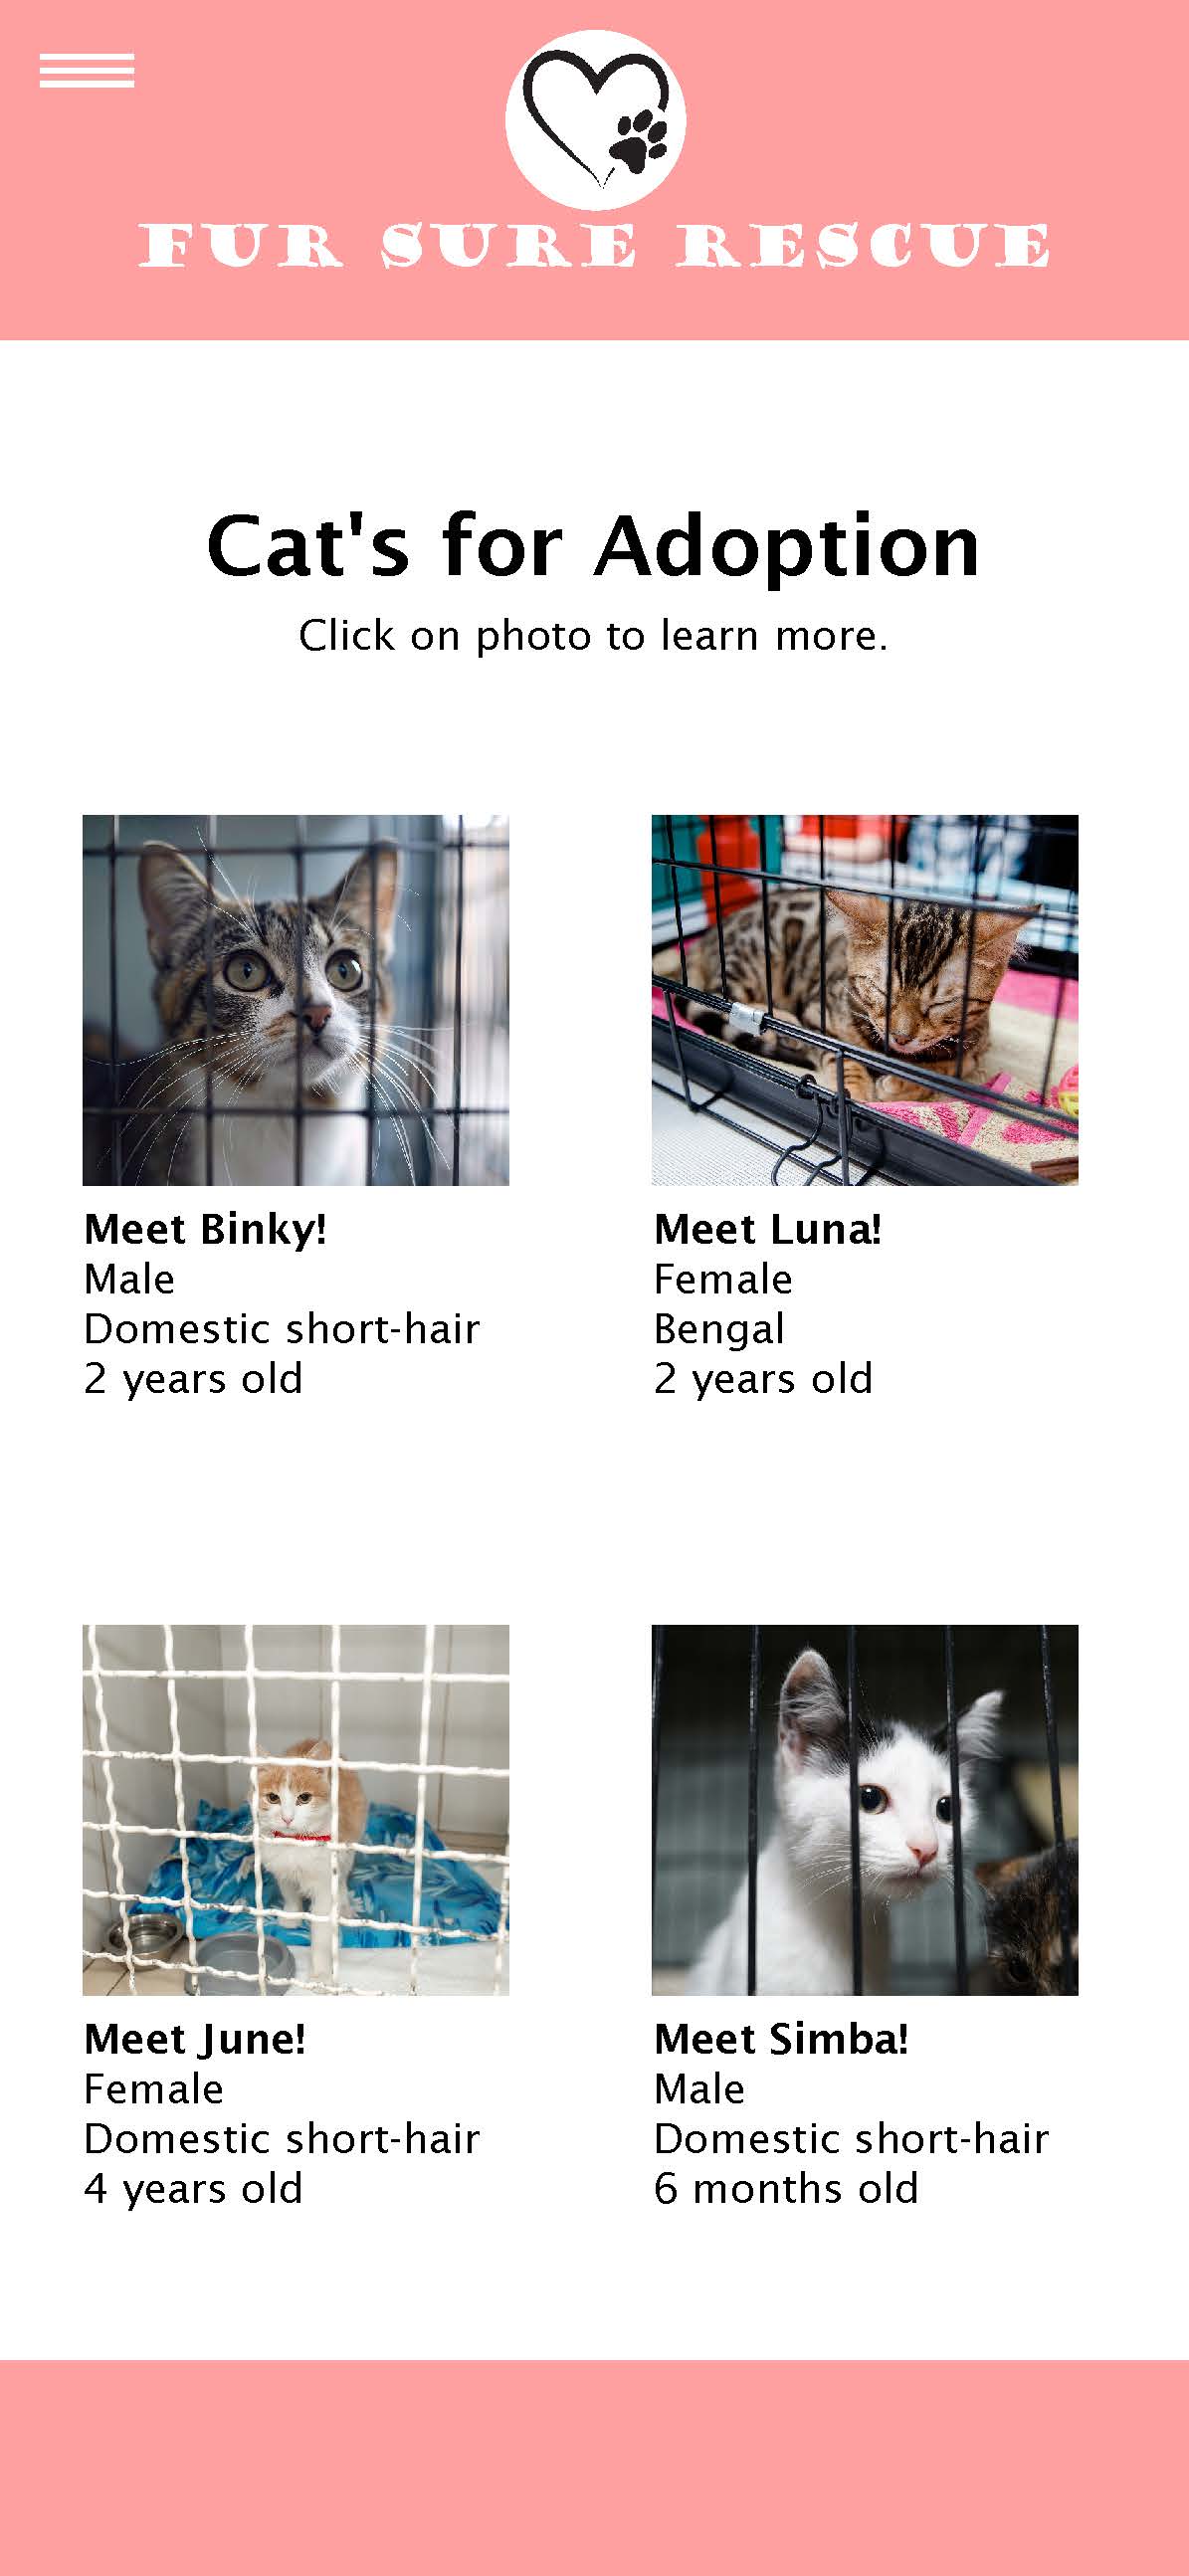 FUR SURE RESCUE
Cat's for Adoption
Click on photo to learn more.
Meet Binky!
Male
Domestic short-hair
2 years old
Meet Luna!
Female
Bengal
2 years old
Meet June!
Female
Domestic short-hair
4 years old
Meet Simba!
Male
Domestic short-hair
6 months old